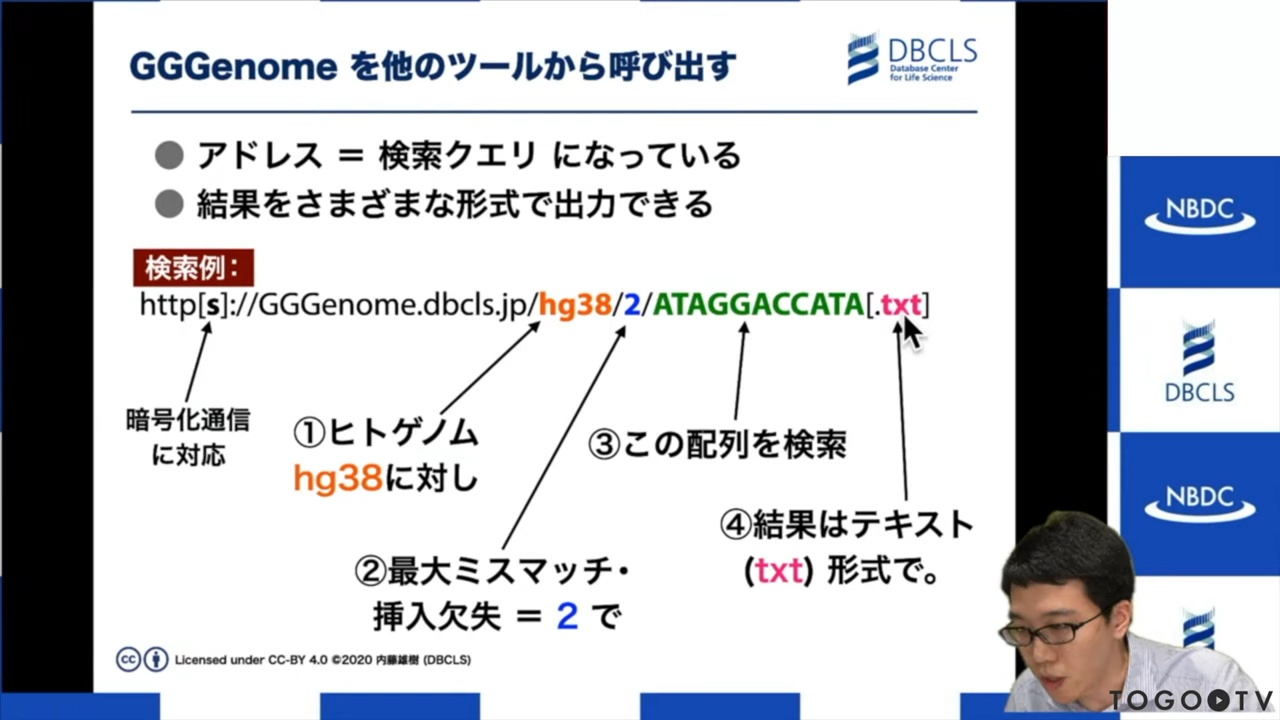 GGGenome を他のツールから呼び出す
DBCLS
Database Center
for Life Science
アドレス ＝ 検索クエリ になっている
結果をさまざまな形式で出力できる
検索例：
http[s]://GGGenome.dbcls.jp/hg38/2/ATAGGACCATA[.txt]
暗号化通信
に対応
①ヒトゲノム
hg38に対し
②最大ミスマッチ・
挿入欠失 ＝ 2 で
③この配列を検索
④結果はテキスト
(txt) 形式で。
cc
Licensed under CC-BY 4.0 ©2020 内藤雄樹 (DBCLS)
NBDC
DBCLS
NBDC
TOGOTV